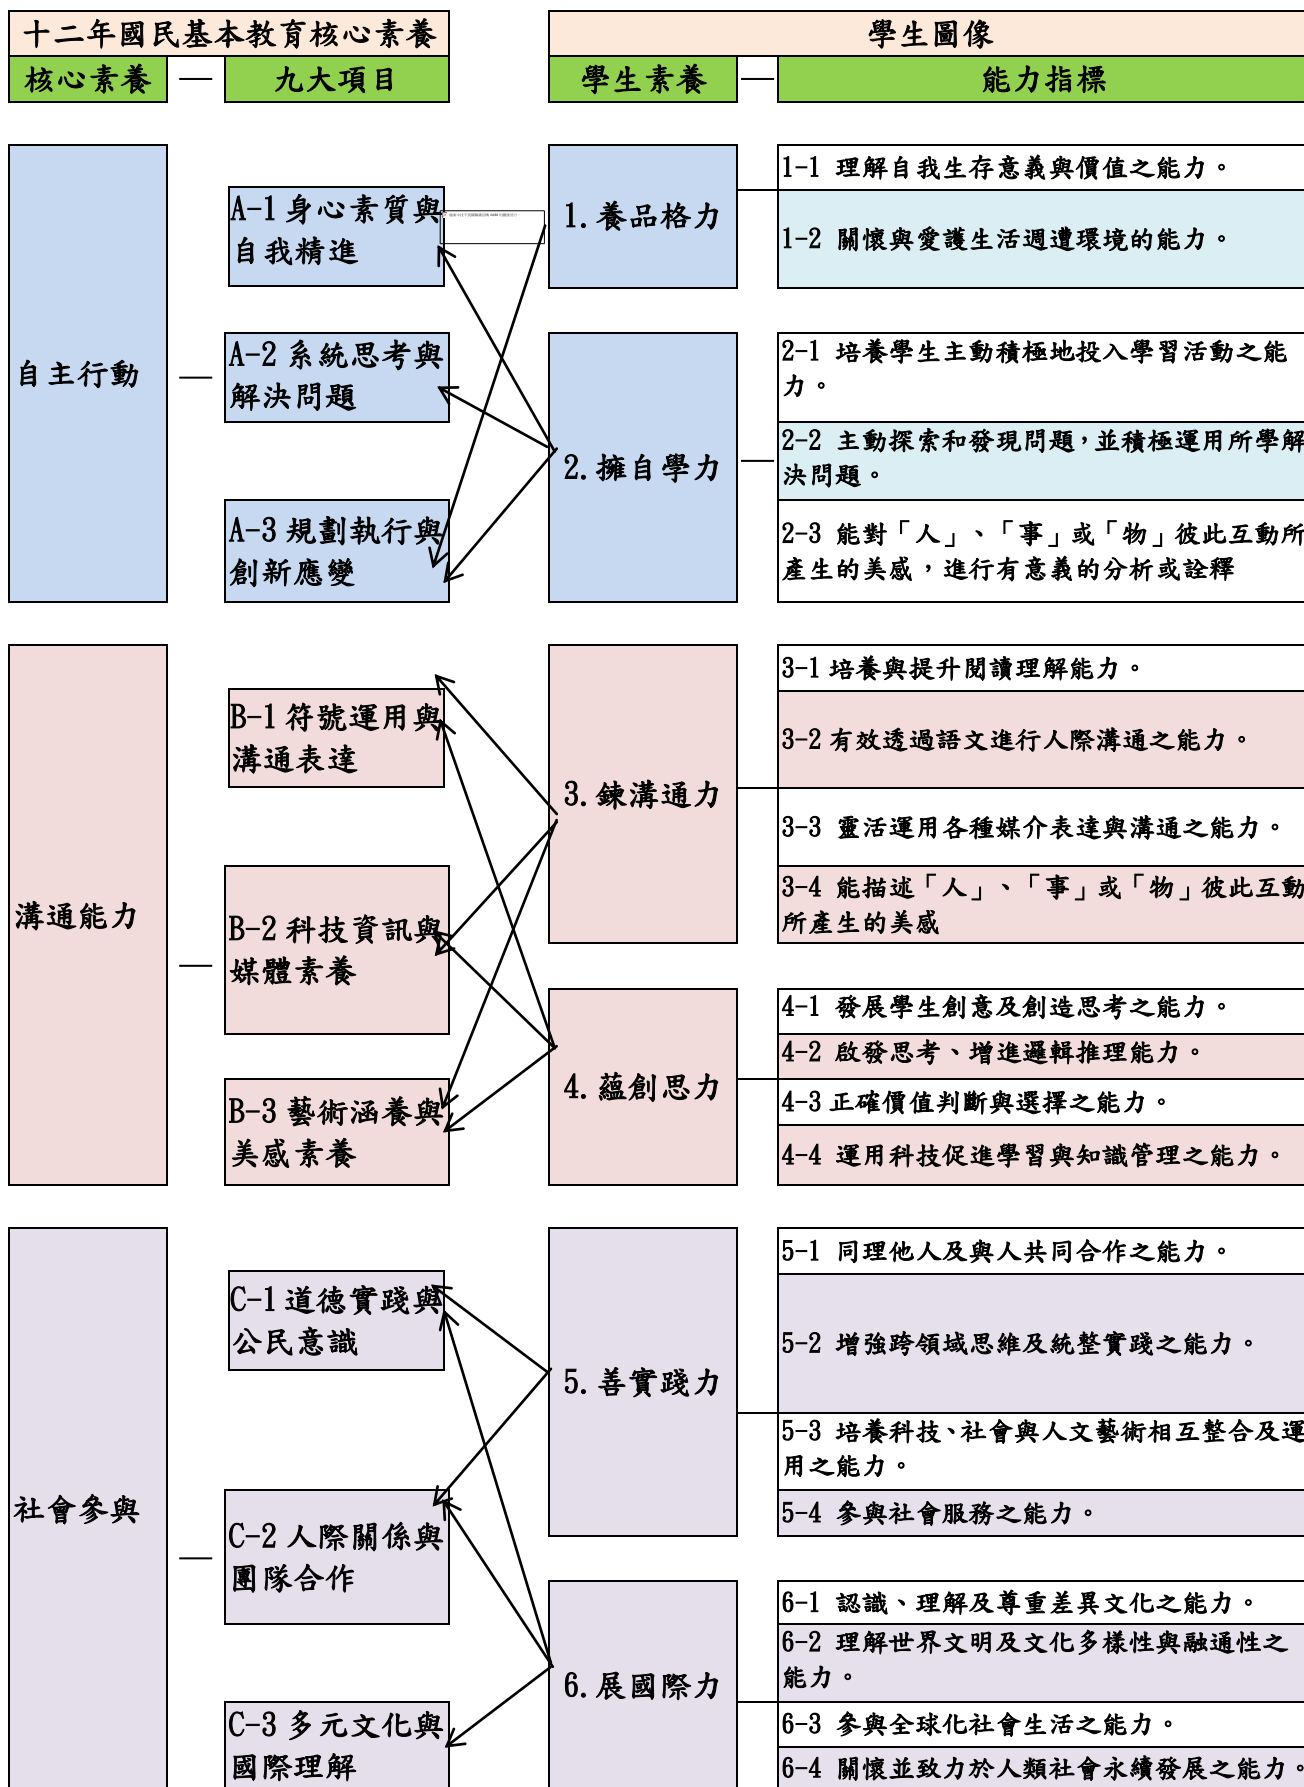 十二年國民基本教育核心素養
學生圖像
核心素養
九大項目
學生素養
能力指標
自主行動
A-1 身心素質與
自我精進
A-2 系統思考與
解決問題
A-3 規劃執行與
創新應變
1. 養品格力
1-1 理解自我生存意義與價值之能力。
1-2 關懷與愛護生活週遭環境的能力。
2. 擁自學力
2-1 培養學生主動積極地投入學習活動之能
力。
2-2 主動探索和發現問題，並積極運用所學解
決問題。
2-3 能對「人」、「事」或「物」彼此互動所
產生的美感，進行有意義的分析或詮釋
溝通能力
B-1 符號運用與
溝通表達
B-2 科技資訊與
媒體素養
B-3 藝術涵養與
美感素養
3. 鍊溝通力
3-1 培養與提升閱讀理解能力。
3-2 有效透過語文進行人際溝通之能力。
3-3 靈活運用各種媒介表達與溝通之能力。
3-4 能描述「人」、「事」或「物」彼此互動
所產生的美感
4. 蘊創思力
4-1 發展學生創意及創造思考之能力。
4-2 啟發思考、增進邏輯推理能力。
4-3 正確價值判斷與選擇之能力。
4-4 運用科技促進學習與知識管理之能力。
社會參與
C-1 道德實踐與
公民意識
C-2 人際關係與
團隊合作
C-3 多元文化與
國際理解
5. 善實踐力
5-1 同理他人及與人共同合作之能力。
5-2 增強跨領域思維及統整實踐之能力。
5-3 培養科技、社會與人文藝術相互整合及運
用之能力。
5-4 參與社會服務之能力。
6. 展國際力
6-1 認識、理解及尊重差異文化之能力。
6-2 理解世界文明及文化多樣性與融通性之
能力。
6-3 參與全球化社會生活之能力。
6-4 關懷並致力於人類社會永續發展之能力。